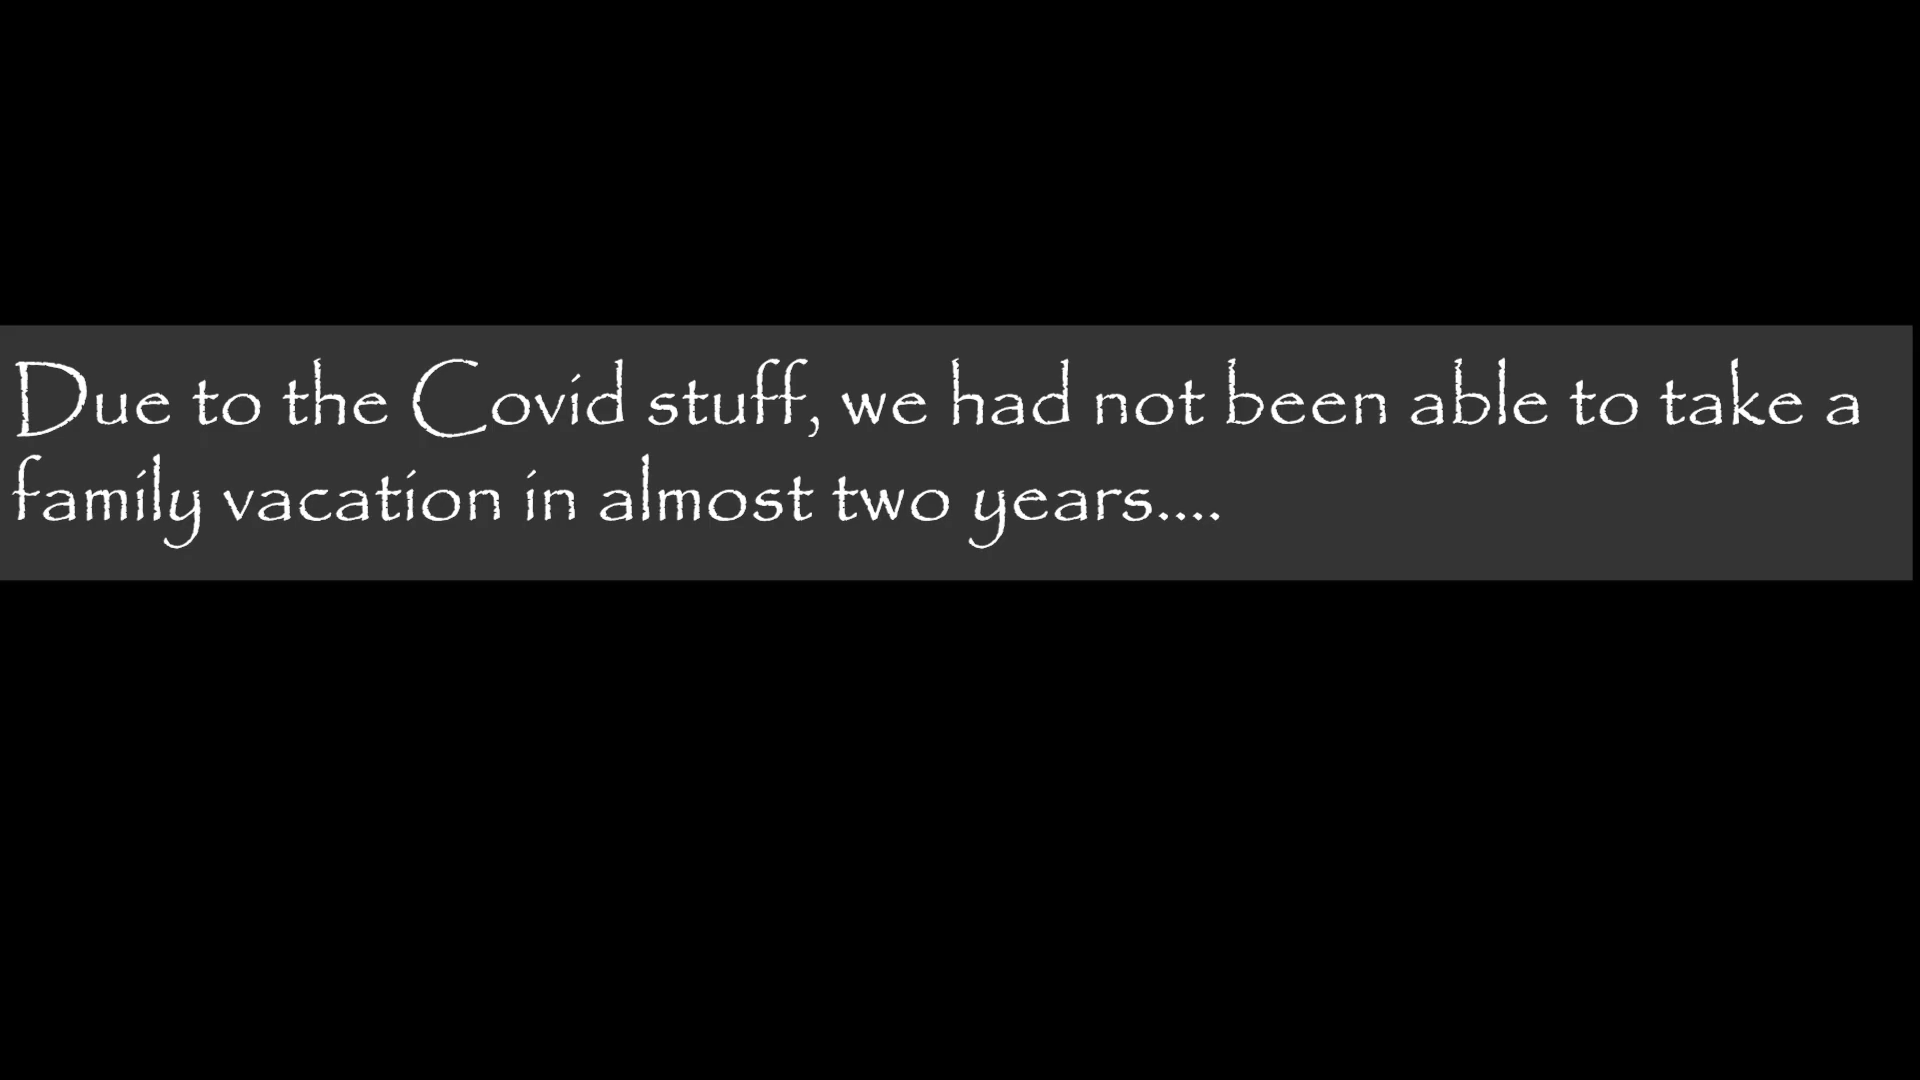 Due to the Covid stuff, we had not been able to take a
family vacation in almost two years....